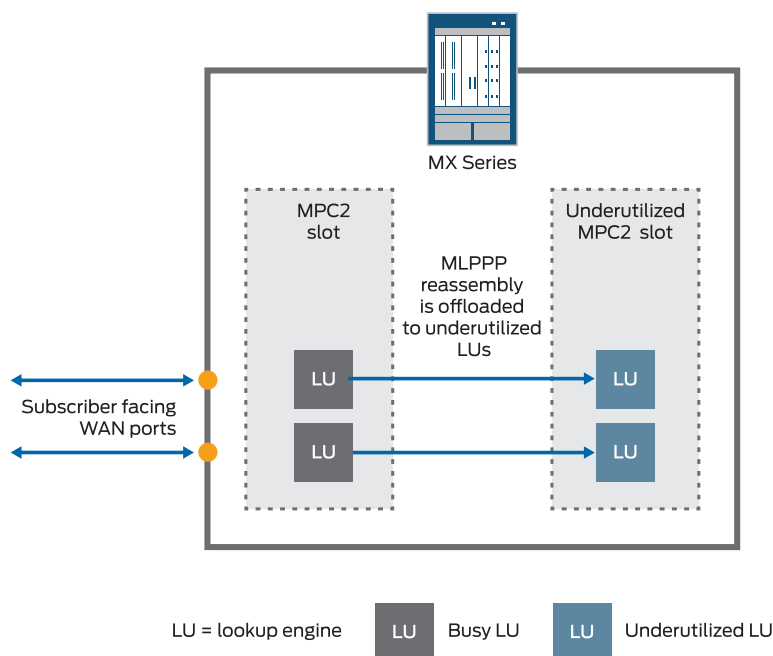 MX Series
MPC2
slot
Underutilized
MPC2 slot
MLPPP
reassembly
is offloaded
to underutilized
LUs
LU
LU
LU
LU
Subscriber facing
WAN ports
LU = lookup engine
LU
Busy LU
LU
Underutilized LU